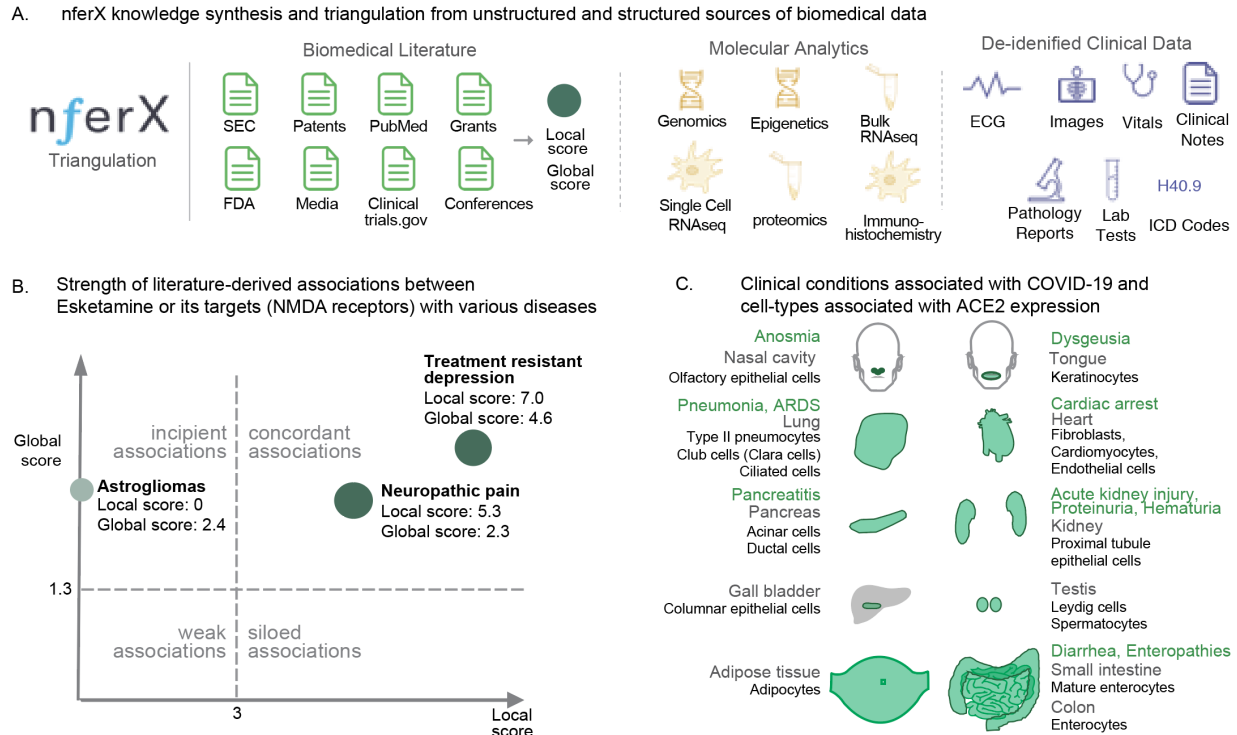 A. nferX knowledge synthesis and triangulation from unstructured and structured sources of biomedical data
nferX
Triangulation
Biomedical Literature
SEC
Patents
PubMed
Grants
FDA
Media
Clinical
trials.gov
Conferences
Local
score
Global
score
Molecular Analytics
Genomics
Epigenetics
Bulk
RNAseq
Single Cell
RNAseq
proteomics
Immuno-
histochemistry
De-idenified Clinical Data
ECG
Images
Vitals
Clinical
Notes
Pathology
Reports
Lab
Tests
H40.9
ICD Codes
B. Strength of literature-derived associations between
Esketamine or its targets (NMDA receptors) with various diseases
Global
score
1.3
3
Local
score
incipient
associations
concordant
associations
weak
associations
siloed
associations
Treatment resistant
depression
Local score: 7.0
Global score: 4.6
Astrogliomas
Local score: 0
Global score: 2.4
Neuropathic pain
Local score: 5.3
Global score: 2.3
C. Clinical conditions associated with COVID-19 and
cell-types associated with ACE2 expression
Anosmia
Nasal cavity
Olfactory epithelial cells
Dysgeusia
Tongue
Keratinocytes
Pneumonia, ARDS
Lung
Type II pneumocytes
Club cells (Clara cells)
Ciliated cells
Cardiac arrest
Heart
Fibroblasts,
Cardiomyocytes,
Endothelial cells
Pancreatitis
Pancreas
Acinar cells
Ductal cells
Acute kidney injury,
Proteinuria, Hematuria
Kidney
Proximal tubule
epithelial cells
Gall bladder
Columnar epithelial cells
Testis
Leydig cells
Spermatocytes
Adipose tissue
Adipocytes
Diarrhea, Enteropathies
Small intestine
Mature enterocytes
Colon
Enterocytes